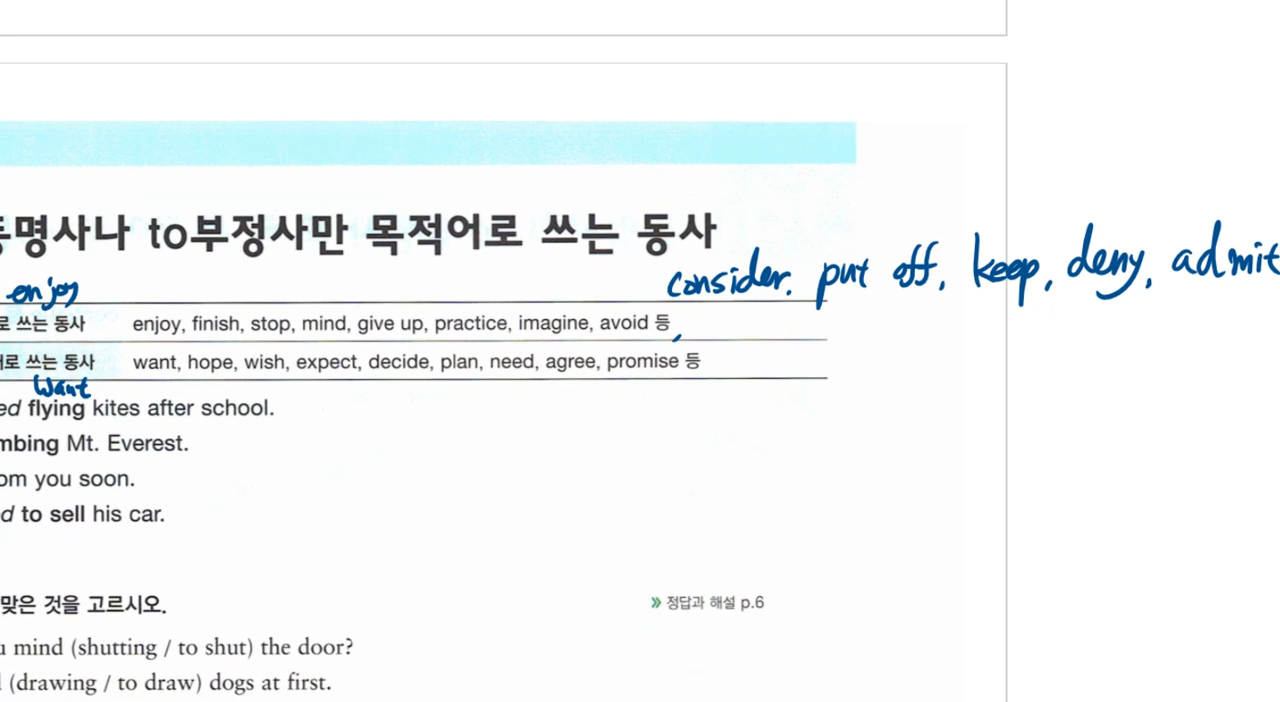 동명사나 to부정사만 목적어로 쓰는 동사
consider. put off, keep, deny, admit
enjoy
로 쓰는 동사 enjoy, finish, stop, mind, give up, practice, imagine, avoid 등
어로 쓰는 동사 want, hope, wish, expect, decide, plan, need, agree, promise 등
want
ed flying kites after school.
mbing Mt. Everest.
om you soon.
d to sell his car.
맞은 것을 고르시오.
» 정답과 해설 p.6
u mind (shutting / to shut) the door?
(drawing / to draw) dogs at first.